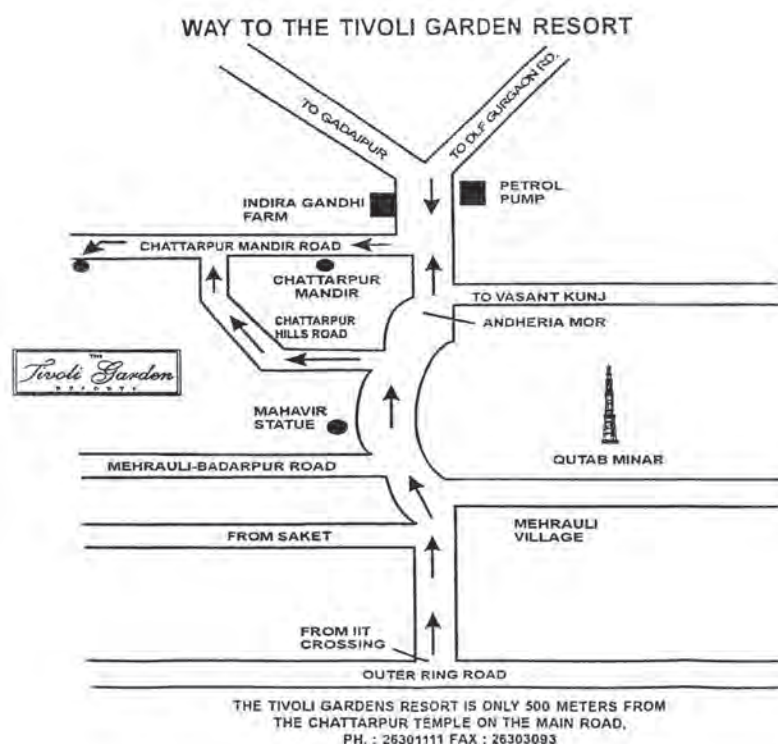 WAY TO THE TIVOLI GARDEN RESORT
TO GADAIPUR
TO DLF GURGAON RD.
INDIRA GANDHI
FARM
PETROL
PUMP
CHATTARPUR MANDIR ROAD
CHATTARPUR
MANDIR
TO VASANT KUNJ
CHATTARPUR
HILLS ROAD
ANDHERIA MOR
THE
Tivoli Garden
RESORTS
MAHAVIR
STATUE
QUTAB MINAR
MEHRAULI-BADARPUR ROAD
MEHRAULI
VILLAGE
FROM SAKET
FROM IIT
CROSSING
OUTER RING ROAD
THE TIVOLI GARDENS RESORT IS ONLY 500 METERS FROM
THE CHATTARPUR TEMPLE ON THE MAIN ROAD,
PH. : 26301111 FAX : 26303093